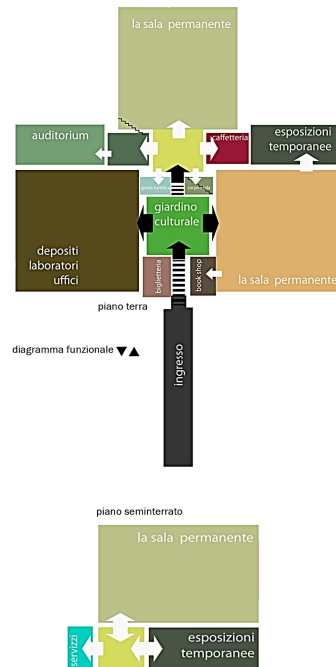 la sala permanente
auditorium
caffetteria
esposizioni
temporanee
giardino
culturale
depositi
laboratori
uffici
biglietteria
book shop
la sala permanente
piano terra
diagramma funzionale
ingresso
piano seminterrato
la sala permanente
servizzi
esposizioni
temporanee